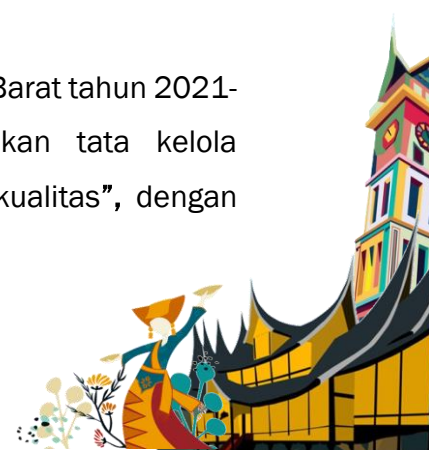 Barat tahun 2021-
kan tata kelola
kualitas”, dengan